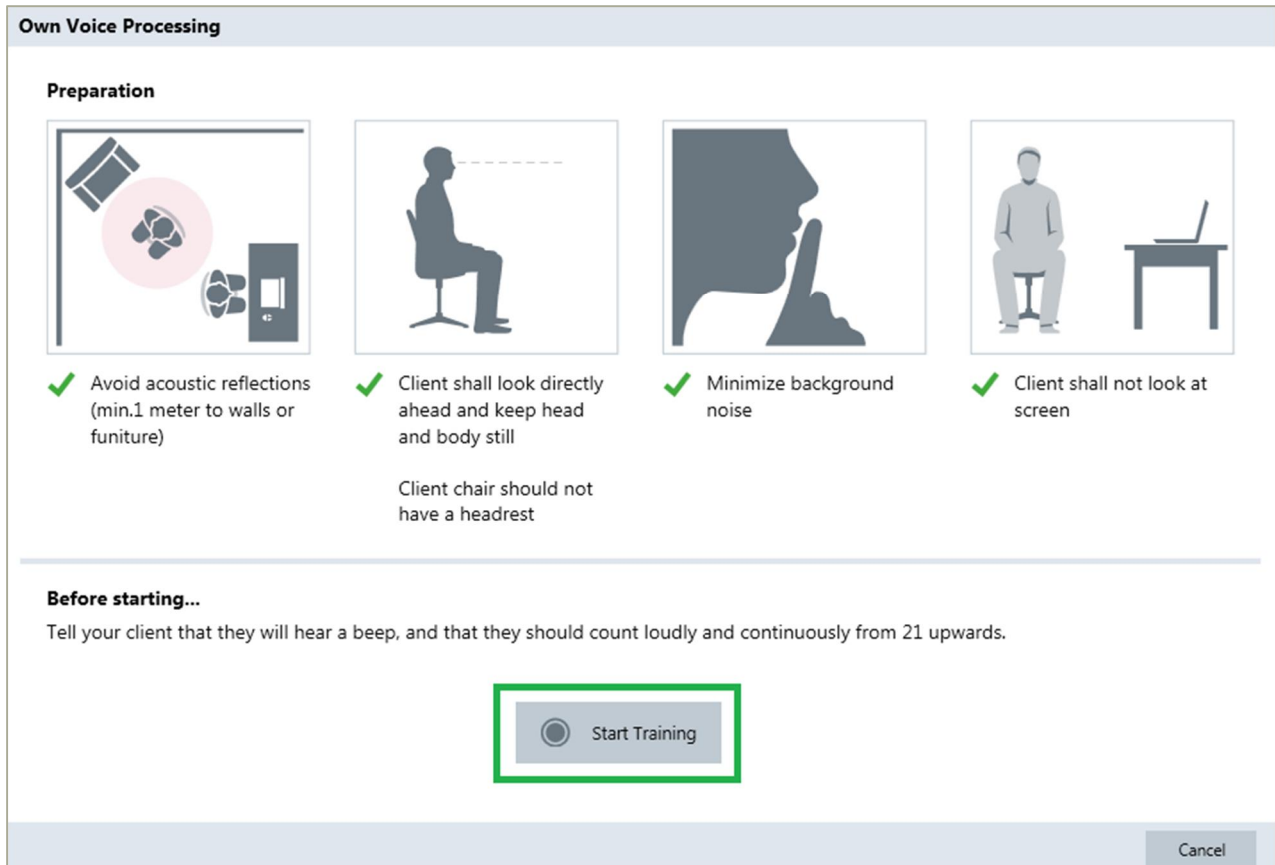 Own Voice Processing
Preparation
Avoid acoustic reflections
(min.1 meter to walls or
funiture)
Client shall look directly
ahead and keep head
and body still
Client chair should not
have a headrest
Minimize background
noise
Client shall not look at
screen
Before starting...
Tell your client that they will hear a beep, and that they should count loudly and continuously from 21 upwards.
Start Training
Cancel